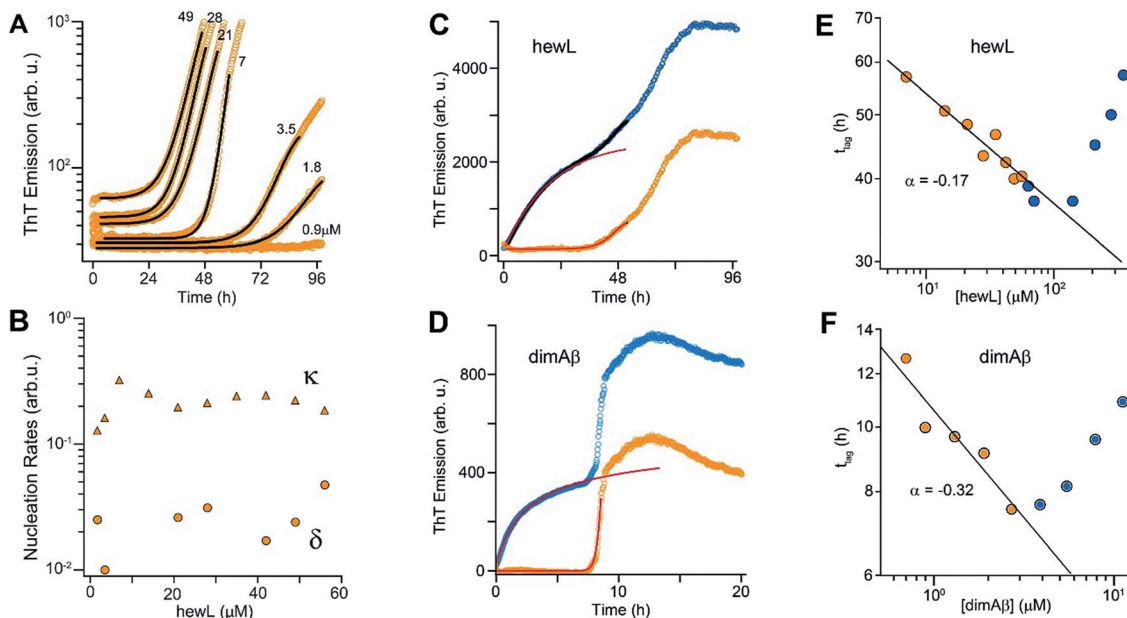 A
10³
49
28
21
7
3.5
1.8
0.9μM
10²
ThT Emission (arb. u.)
0
24
48
72
96
Time (h)
B
10⁰
κ
10⁻¹
δ
10⁻²
Nucleation Rates (arb.u.)
0
10
20
30
40
50
60
hewL (μM)
C
hewL
4000
2000
0
ThT Emission (arb. u.)
0
48
96
Time (h)
D
dimAβ
800
400
0
ThT Emission (arb. u.)
0
10
20
Time (h)
E
hewL
70
50
40
30
t_lag (h)
α = -0.17
10¹
10²
[hewL] (μM)
F
dimAβ
14
12
10
8
6
t_lag (h)
α = -0.32
10⁰
10¹
[dimAβ] (μM)